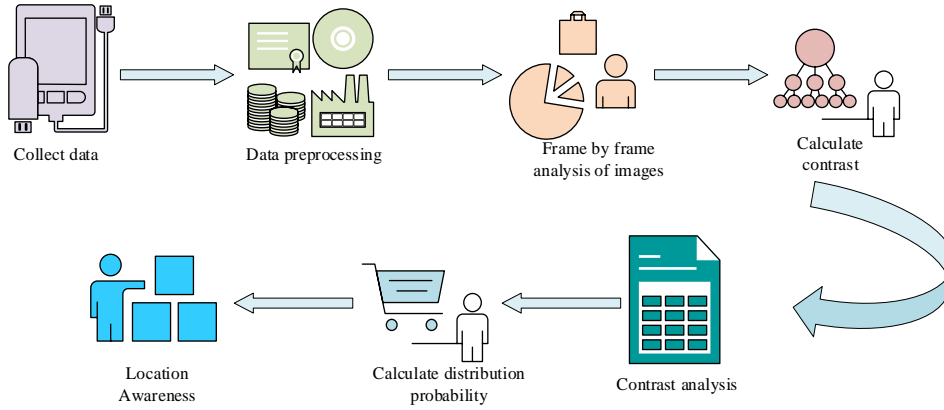 Collect data
Data preprocessing
Frame by frame
analysis of images
Calculate
contrast
Location
Awareness
Calculate distribution
probability
Contrast analysis